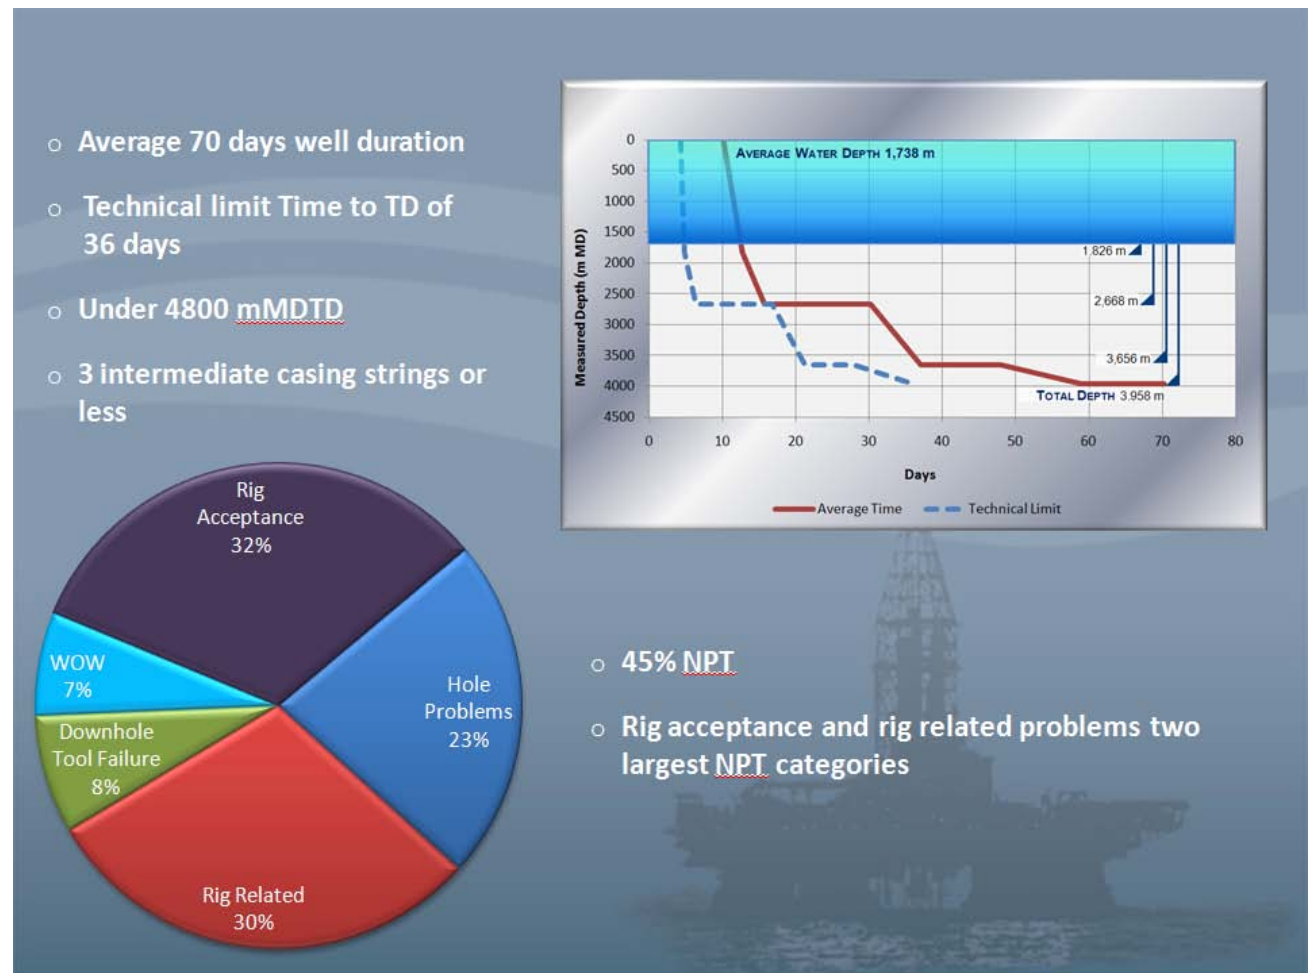 Average 70 days well duration
Technical limit Time to TD of
36 days
Under 4800 mMDTD
3 intermediate casing strings or
less
AVERAGE WATER DEPTH 1,738 m
Measured Depth (m MD)
0
500
1000
1500
2000
2500
3000
3500
4000
4500
1.826 m
2,668 m
3,656 m
TOTAL DEPTH 3.958 m
0 10 20 30 40 50 60 70 80
Days
Average Time Technical Limit
Rig
Acceptance
32%
WOW
7%
Downhole
Tool Failure
8%
Hole
Problems
23%
Rig Related
30%
45% NPT
Rig acceptance and rig related problems two
largest NPT categories